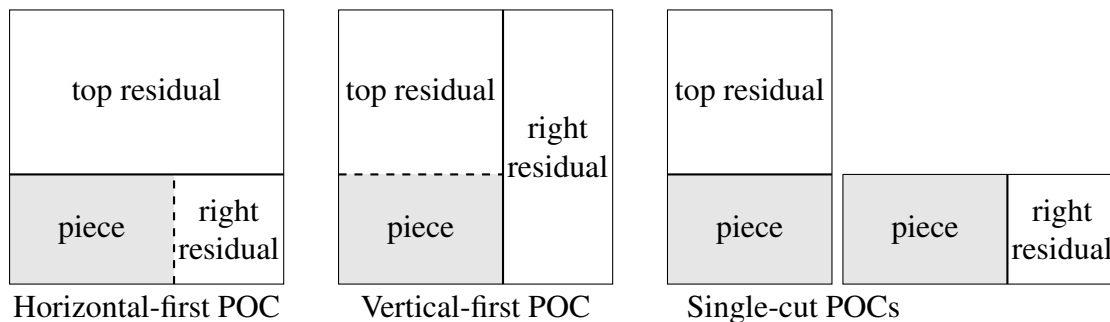 top residual
piece
right
residual
Horizontal-first POC
top residual
piece
right
residual
Vertical-first POC
top residual
piece
piece
right
residual
Single-cut POCs